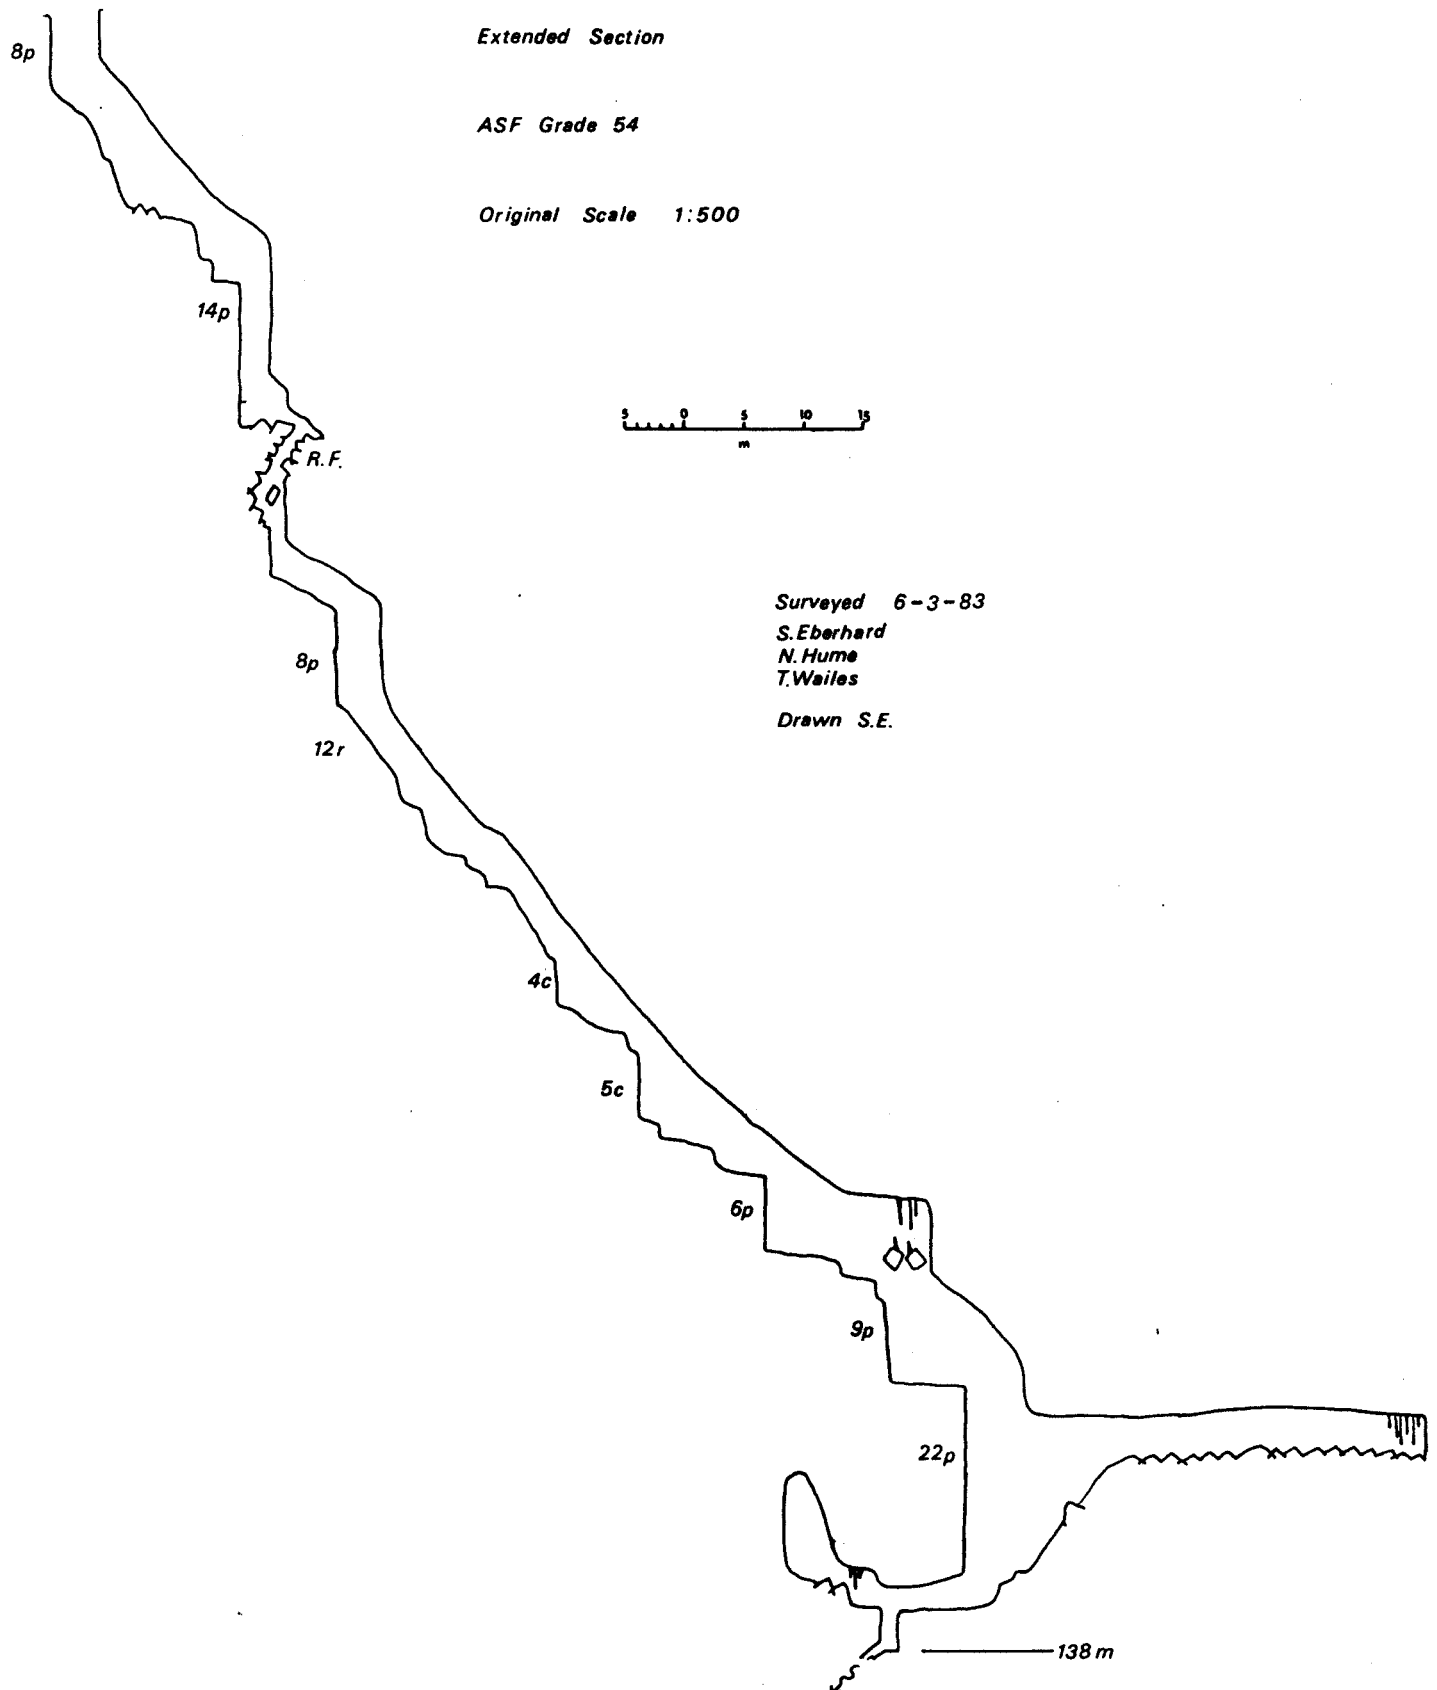 Extended Section
8p
ASF Grade 54
Original Scale 1:500
14p
5 0 5 10 15
m
R.F.
Surveyed 6-3-83
S.Eberhard
N.Hume
T.Wailes
8p
Drawn S.E.
12r
4c
5c
6p
9p
22p
138m